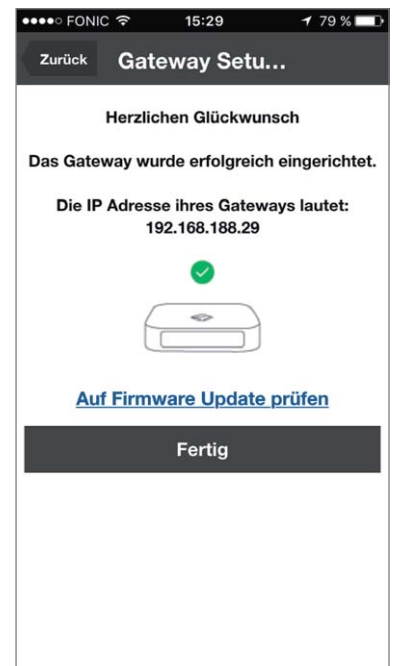 FONIC 15:29 79 %
Zurück Gateway Setu...
Herzlichen Glückwunsch
Das Gateway wurde erfolgreich eingerichtet.
Die IP Adresse ihres Gateways lautet:
192.168.188.29
Auf Firmware Update prüfen
Fertig